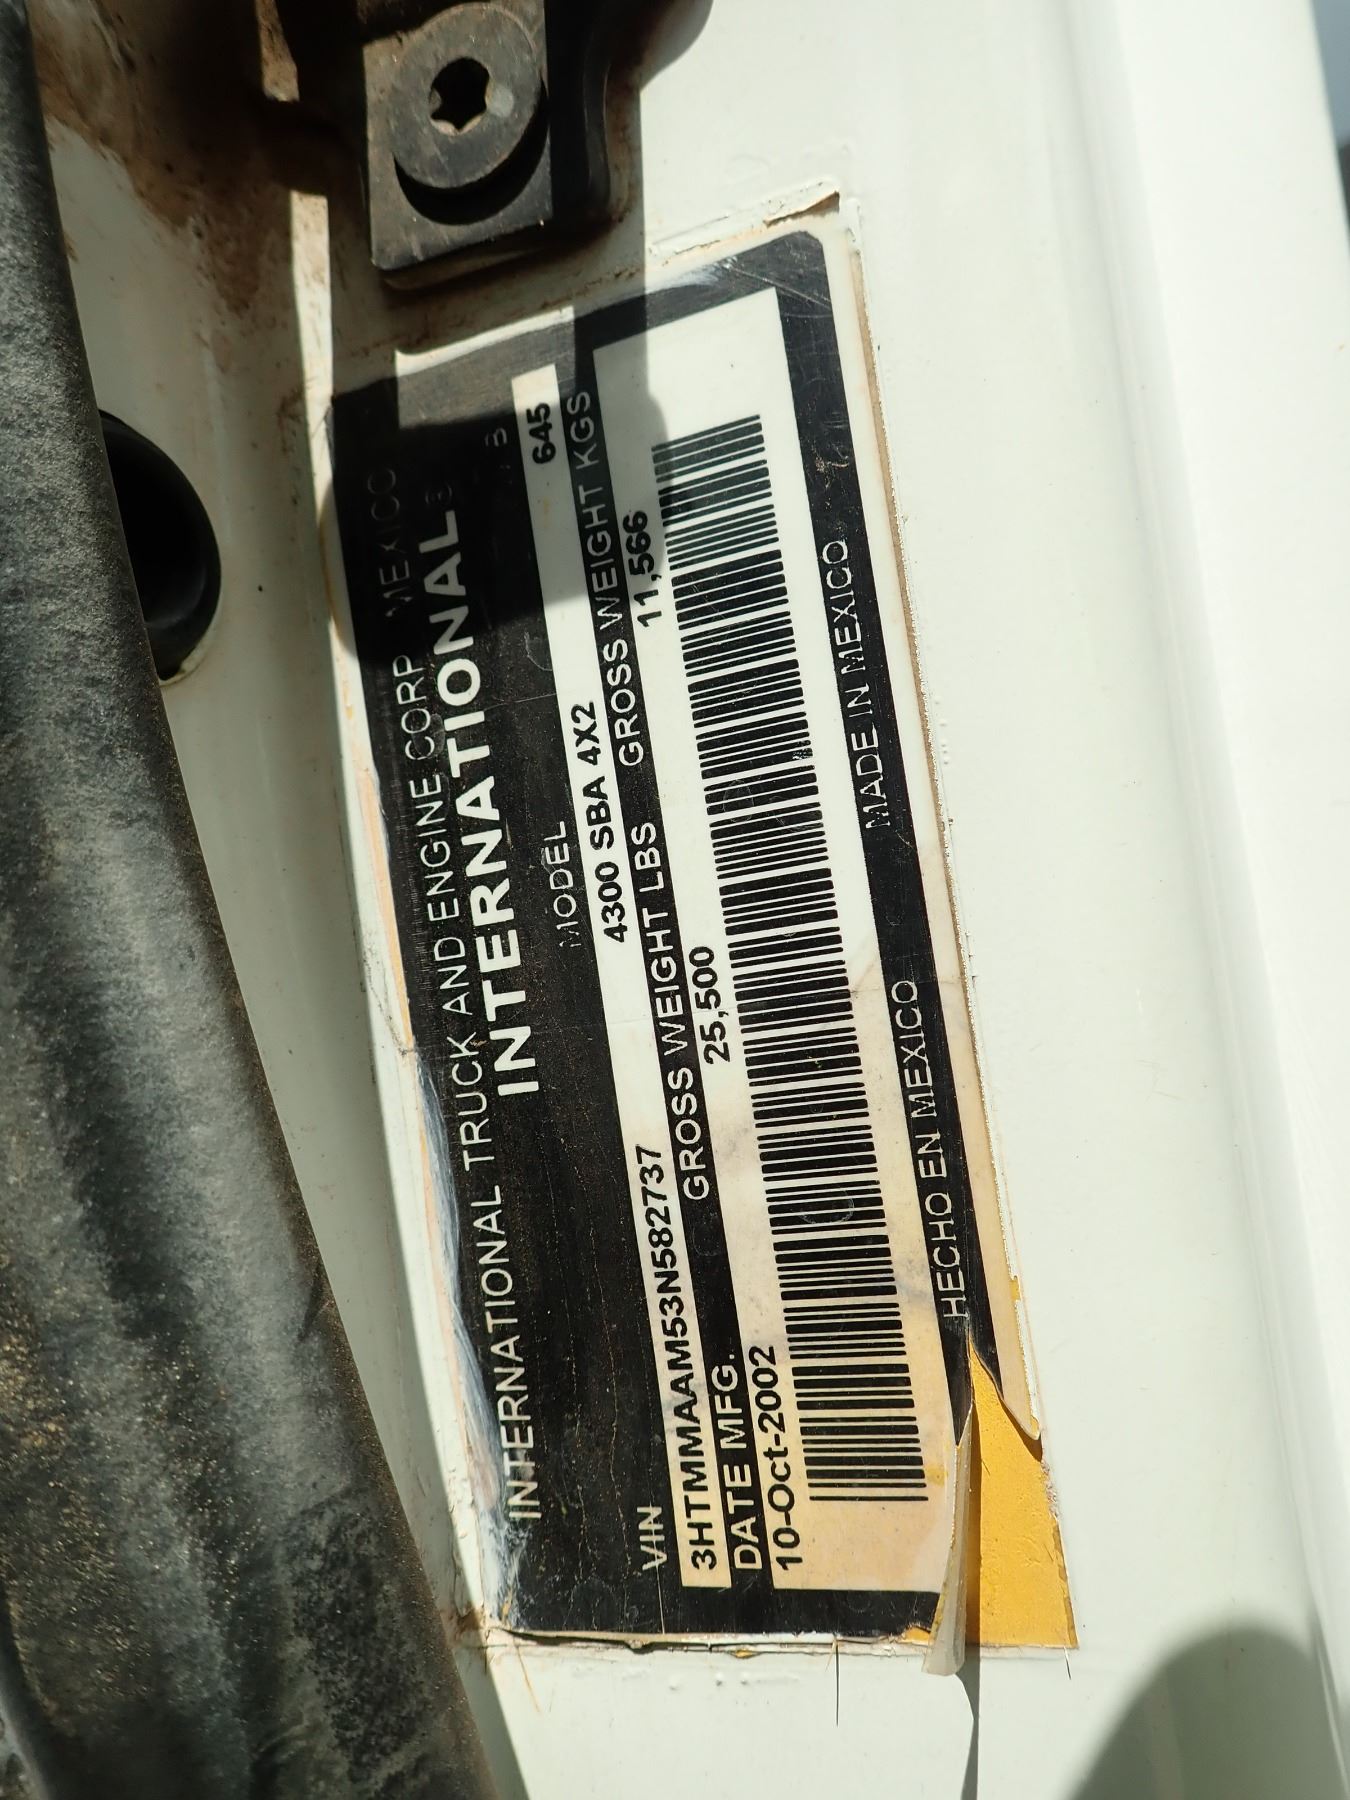 INTERNATIONAL TRUCK AND ENGINE CORP MEXICO
INTERNATIONAL
VIN MODEL
3HTMMAAM53N582737 4300 SBA 4X2 645
DATE MFG. GROSS WEIGHT LBS GROSS WEIGHT KGS
10-Oct-2002 25,500 11,566
HECHO EN MEXICO MADE IN MEXICO